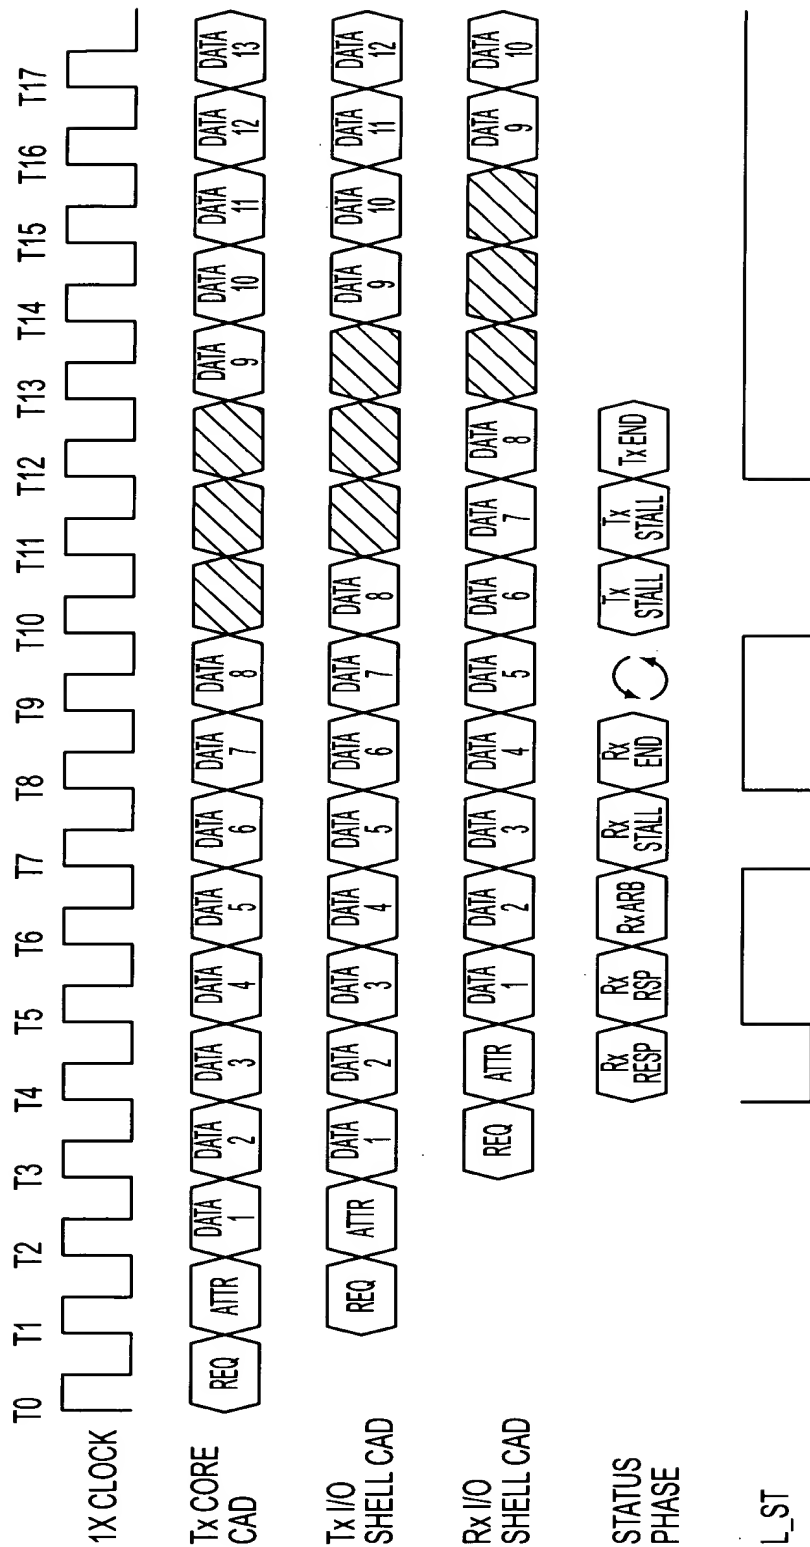 T0 T1 T2 T3 T4 T5 T6 T7 T8 T9 T10 T11 T12 T13 T14 T15 T16 T17
1X CLOCK
Tx CORE
CAD
REQ
ATTR
DATA
1
DATA
2
DATA
3
DATA
4
DATA
5
DATA
6
DATA
7
DATA
8
DATA
9
DATA
10
DATA
11
DATA
12
DATA
13
Tx I/O
SHELL CAD
REQ
ATTR
DATA
1
DATA
2
DATA
3
DATA
4
DATA
5
DATA
6
DATA
7
DATA
8
DATA
9
DATA
10
DATA
11
DATA
12
Rx I/O
SHELL CAD
REQ
ATTR
DATA
1
DATA
2
DATA
3
DATA
4
DATA
5
DATA
6
DATA
7
DATA
8
DATA
9
DATA
10
STATUS
PHASE
Rx
RESP
Rx
RSP
Rx ARB
Rx
STALL
Rx
END
Tx
STALL
Tx
STALL
Tx END
L_ST